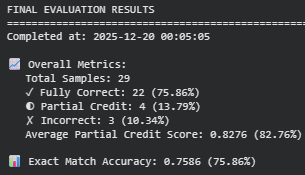 FINAL EVALUATION RESULTS
==================================================
Completed at: 2025-12-20 00:05:05
📈 Overall Metrics:
Total Samples: 29
✓ Fully Correct: 22 (75.86%)
◐ Partial Credit: 4 (13.79%)
✗ Incorrect: 3 (10.34%)
Average Partial Credit Score: 0.8276 (82.76%)
📊 Exact Match Accuracy: 0.7586 (75.86%)